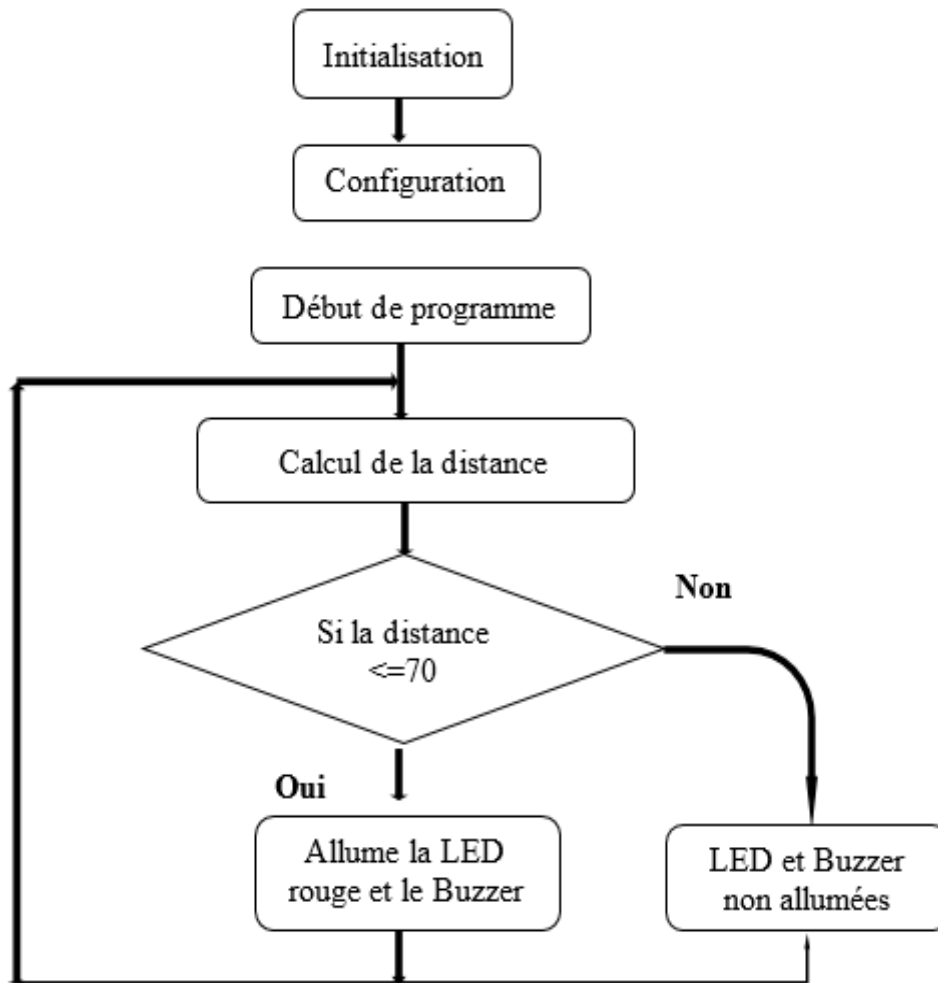 Initialisation
Configuration
Début de programme
Calcul de la distance
Si la distance
<=70
Non
Oui
Allume la LED
rouge et le Buzzer
LED et Buzzer
non allumées